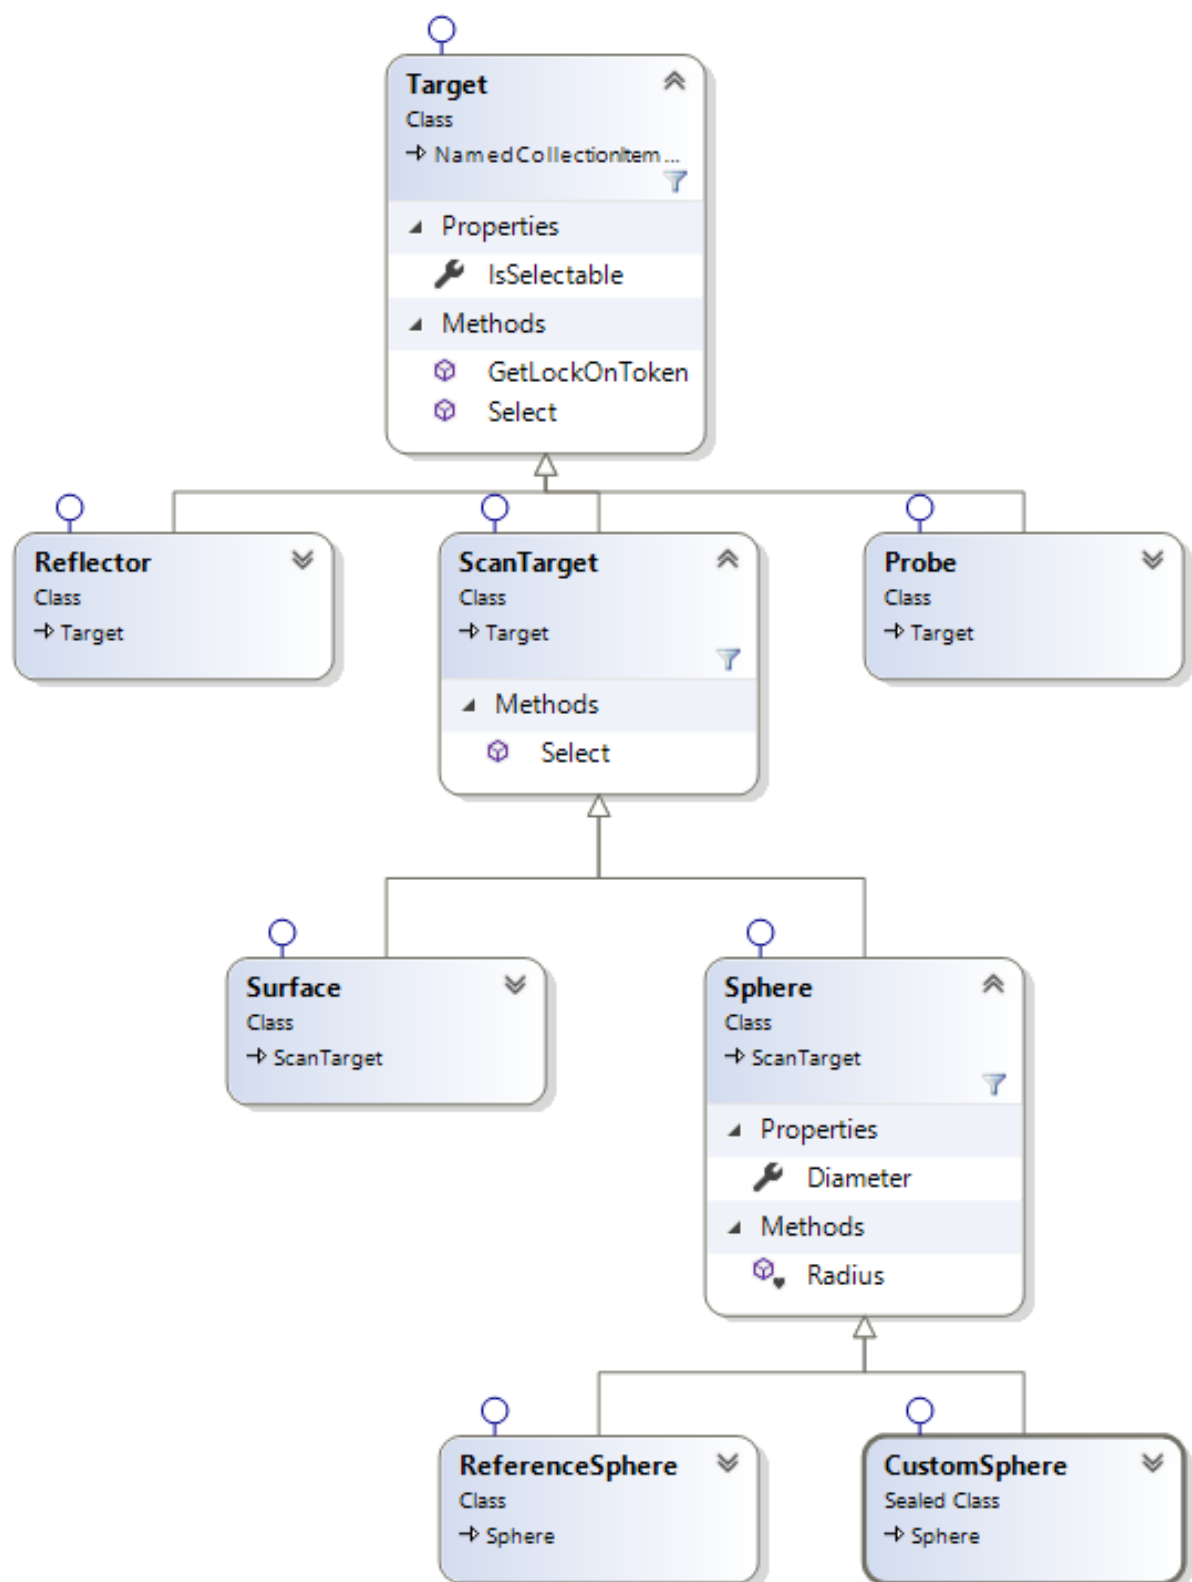 Target
Class
NamedCollectionItem...
Properties
IsSelectable
Methods
GetLockOnToken
Select
Reflector
Class
Target
ScanTarget
Class
Target
Methods
Select
Probe
Class
Target
Surface
Class
ScanTarget
Sphere
Class
ScanTarget
Properties
Diameter
Methods
Radius
ReferenceSphere
Class
Sphere
CustomSphere
Sealed Class
Sphere